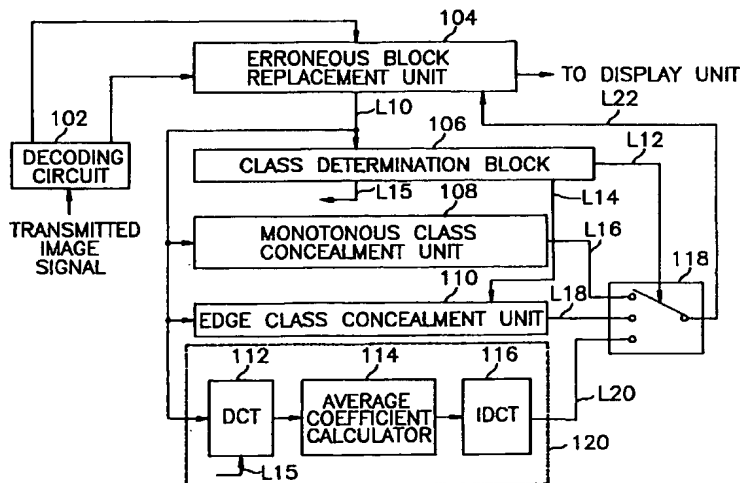 104
ERRONEOUS BLOCK
REPLACEMENT UNIT
TO DISPLAY UNIT
L10
L22
102
DECODING
CIRCUIT
TRANSMITTED
IMAGE
SIGNAL
106
CLASS DETERMINATION BLOCK
L12
L15
L14
108
MONOTONOUS CLASS
CONCEALMENT UNIT
L16
118
110
EDGE CLASS CONCEALMENT UNIT
L18
112
114
116
DCT
AVERAGE
COEFFICIENT
CALCULATOR
IDCT
L20
L15
120